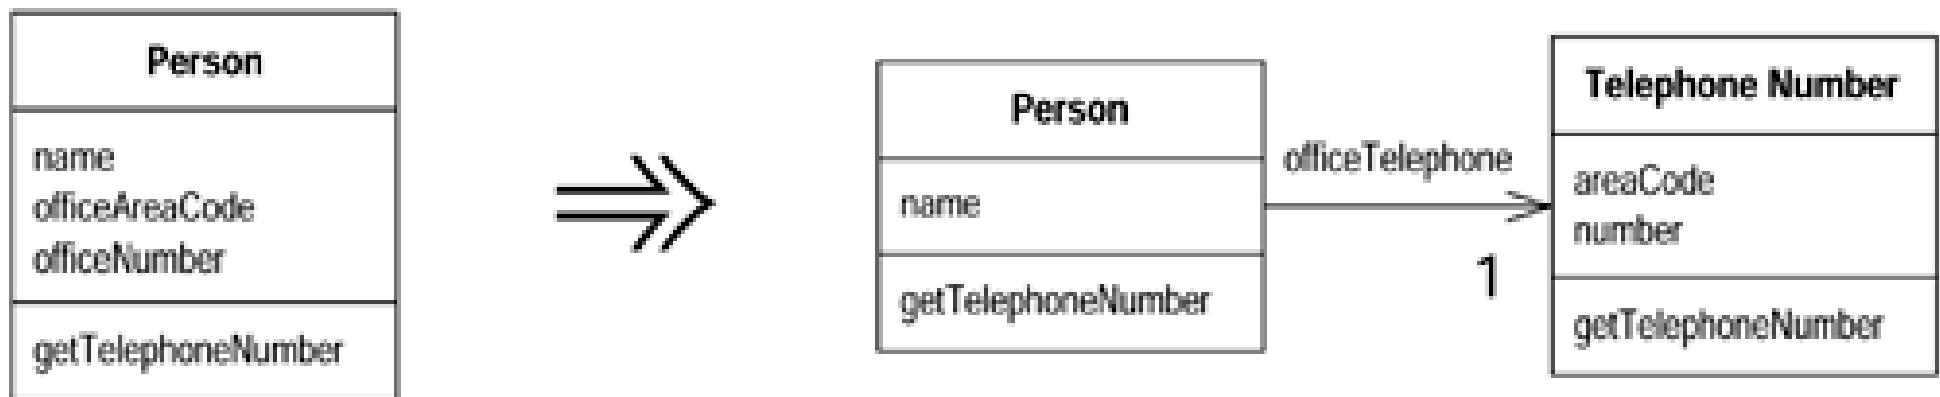 Person
name
officeAreaCode
officeNumber
getTelephoneNumber
Person
name
getTelephoneNumber
officeTelephone
1
Telephone Number
areaCode
number
getTelephoneNumber